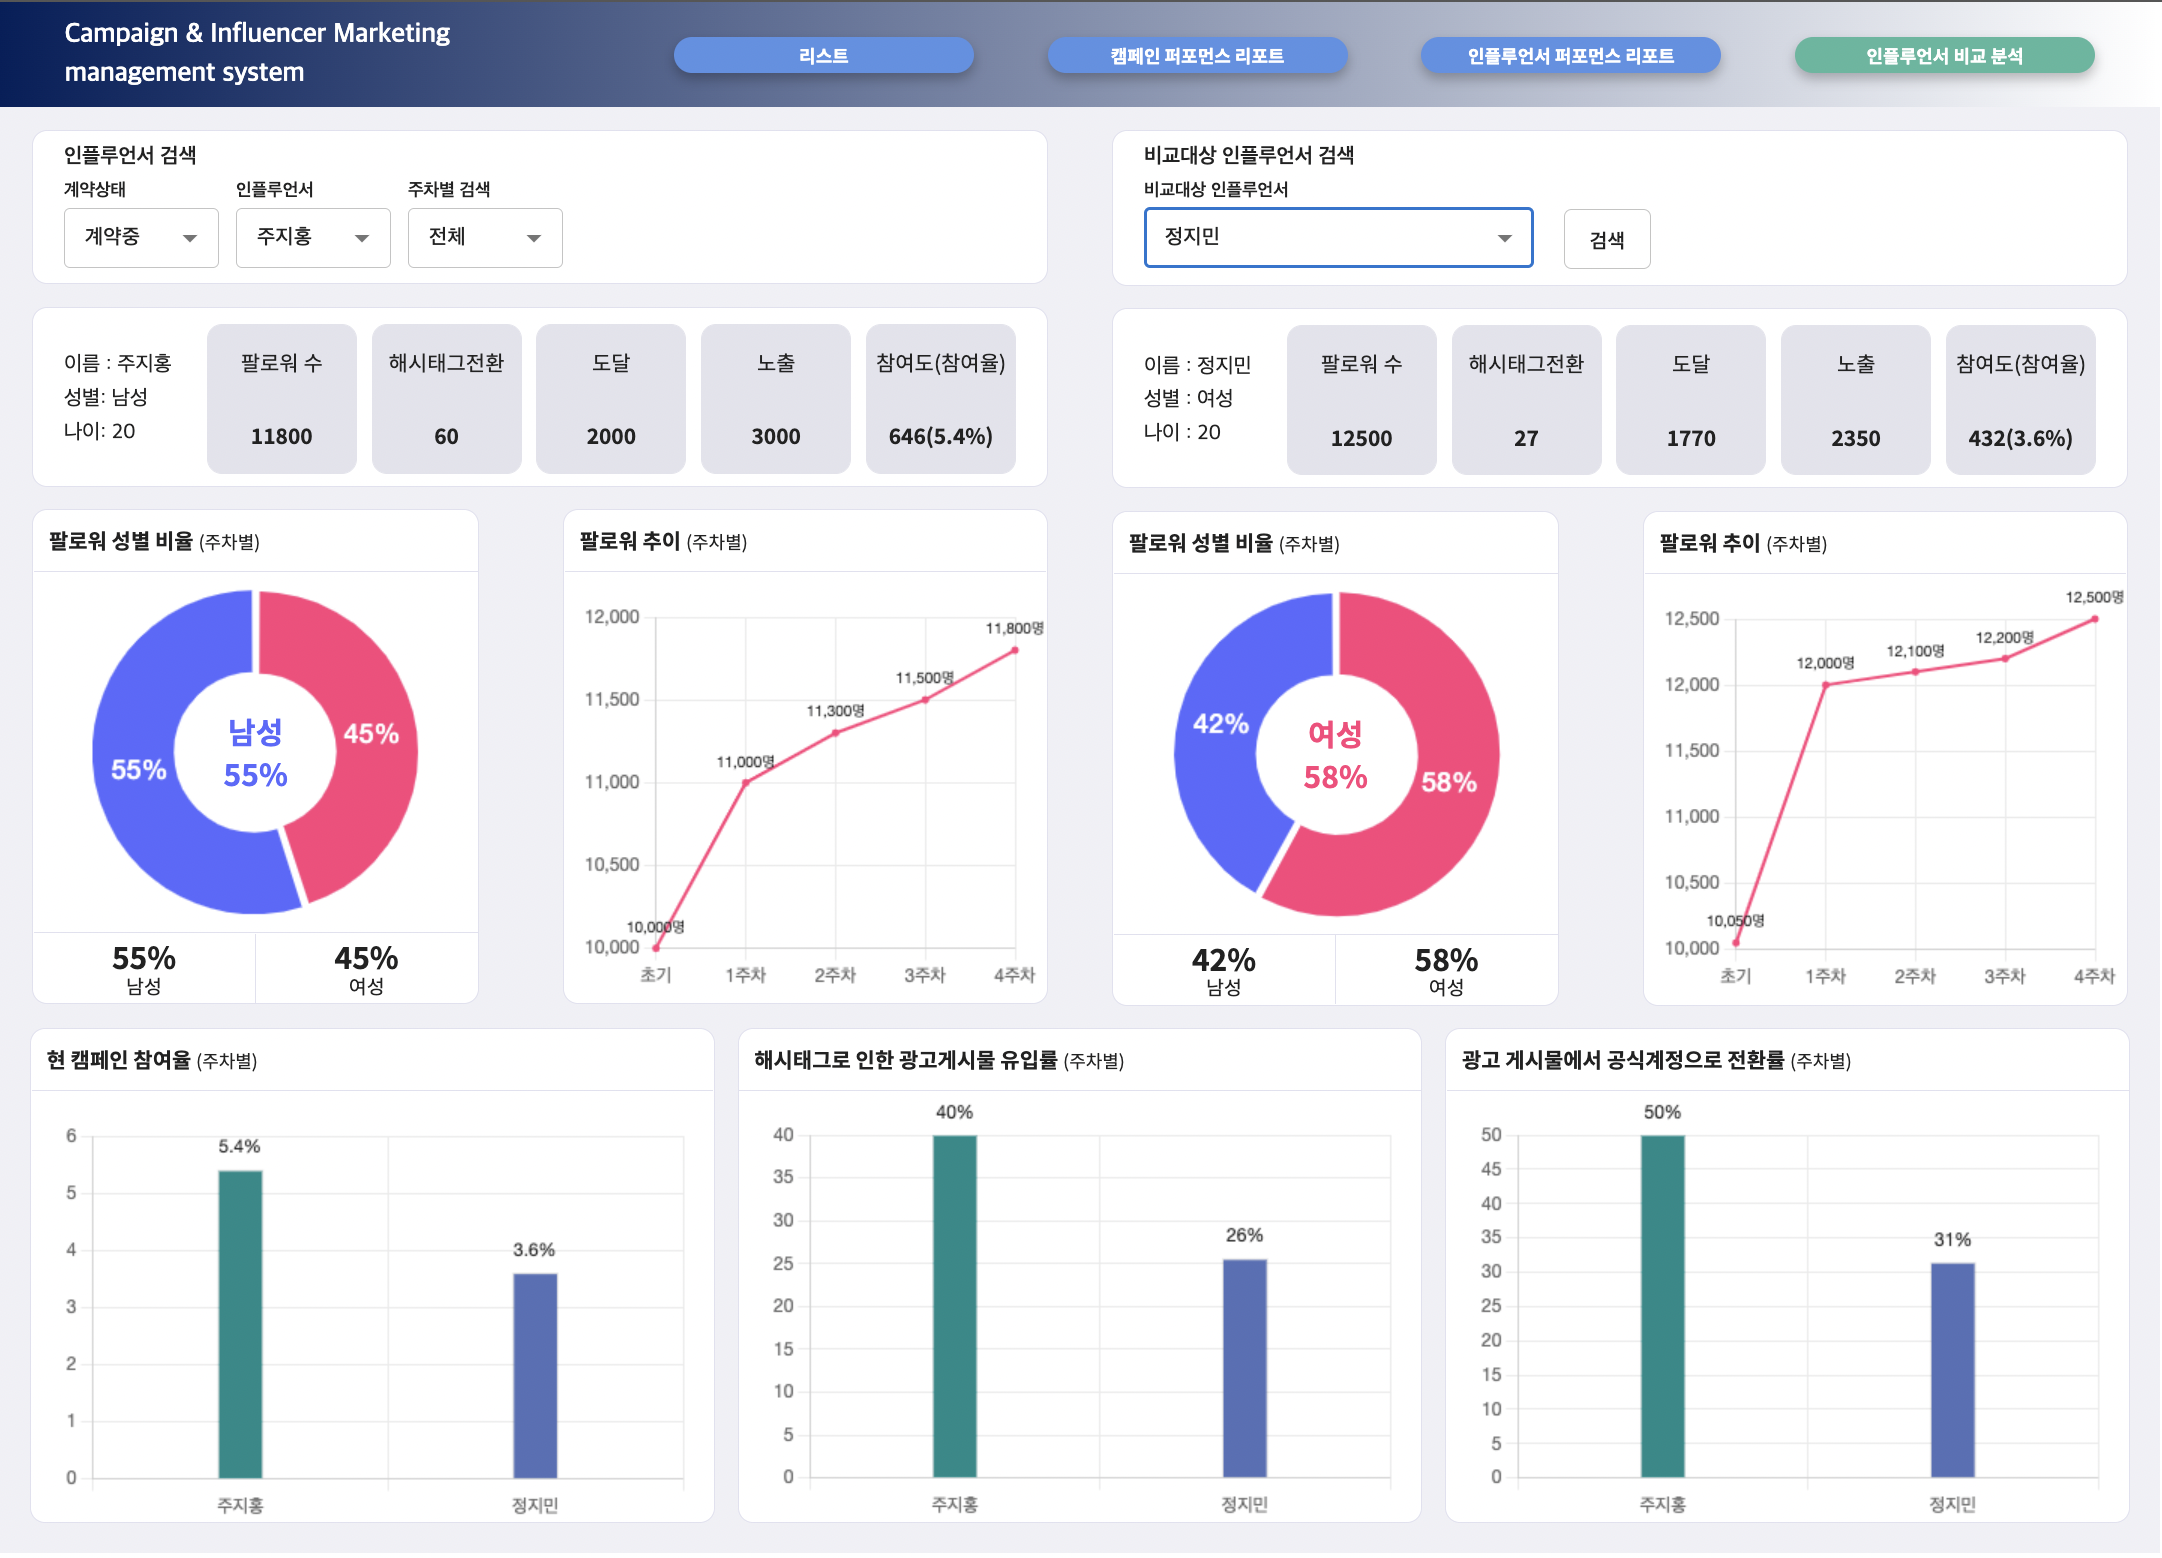 Campaign & Influencer Marketing
management system
리스트
캠페인 퍼포먼스 리포트
인플루언서 퍼포먼스 리포트
인플루언서 비교 분석
인플루언서 검색
계약상태 인플루언서 주차별 검색
계약중 주지홍 전체
비교대상 인플루언서 검색
비교대상 인플루언서
정지민
검색
이름 : 주지홍
성별: 남성
나이: 20
팔로워 수 해시태그전환 도달 노출 참여도(참여율)
11800 60 2000 3000 646(5.4%)
이름 : 정지민
성별 : 여성
나이 : 20
팔로워 수 해시태그전환 도달 노출 참여도(참여율)
12500 27 1770 2350 432(3.6%)
팔로워 성별 비율 (주차별)
남성
55%
45%
55%
55% 45%
남성 여성
팔로워 추이 (주차별)
12,000
11,500
11,000
10,500
10,000
10,000명
11,000명
11,300명
11,500명
11,800명
초기 1주차 2주차 3주차 4주차
팔로워 성별 비율 (주차별)
42%
여성
58%
58%
42% 58%
남성 여성
팔로워 추이 (주차별)
12,500
12,000
11,500
11,000
10,500
10,000
10,050명
12,000명
12,100명
12,200명
12,500명
초기 1주차 2주차 3주차 4주차
현 캠페인 참여율 (주차별)
6
5
4
3
2
1
0
5.4%
3.6%
주지홍 정지민
해시태그로 인한 광고게시물 유입률 (주차별)
40
35
30
25
20
15
10
5
0
40%
26%
주지홍 정지민
광고 게시물에서 공식계정으로 전환률 (주차별)
50
45
40
35
30
25
20
15
10
5
0
50%
31%
주지홍 정지민